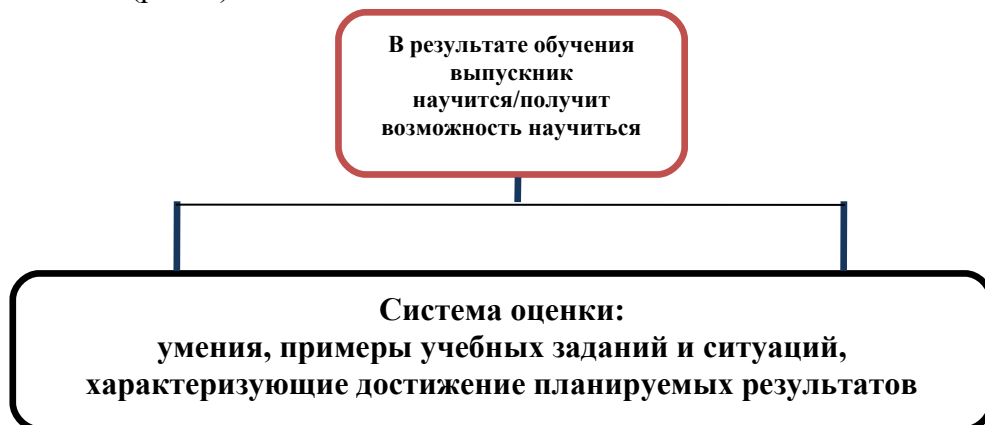 В результате обучения
выпускник
научится/получит
возможность научиться
Система оценки:
умения, примеры учебных заданий и ситуаций,
характеризующие достижение планируемых результатов